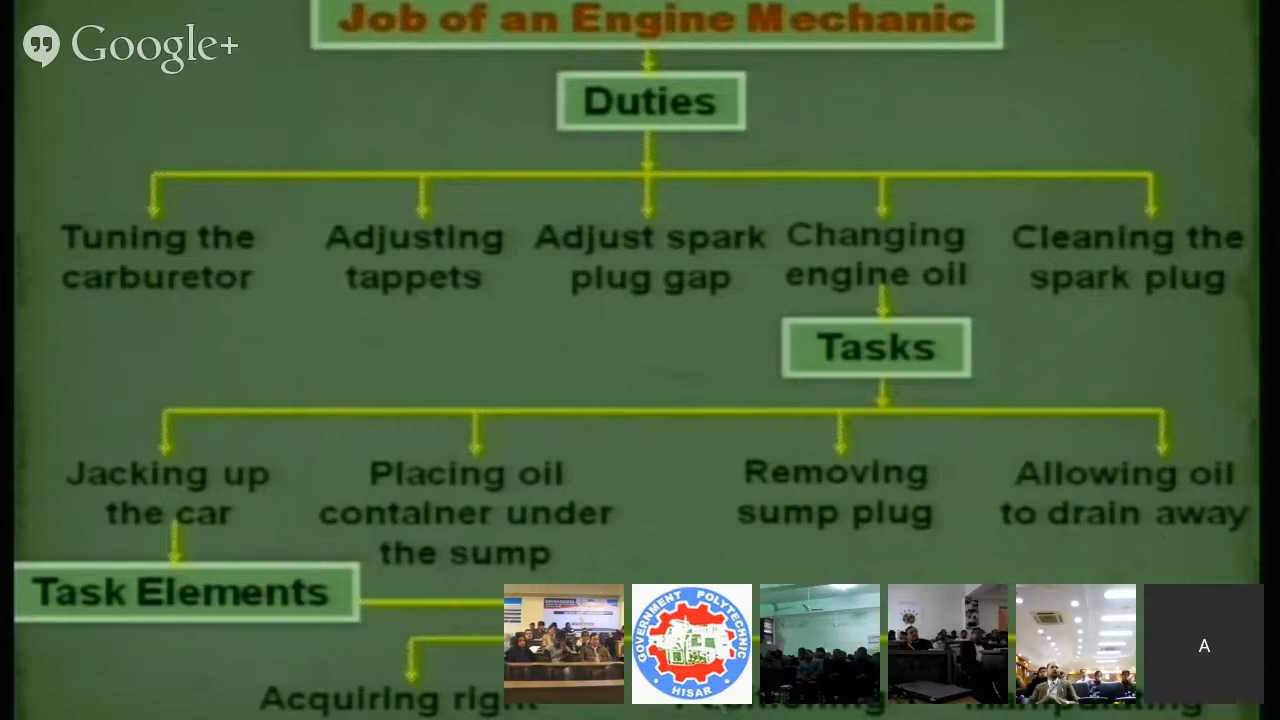 Job of an Engine Mechanic
Google+
Duties
Tuning the
carburetor
Adjusting
tappets
Adjust spark
plug gap
Changing
engine oil
Cleaning the
spark plug
Tasks
Jacking up
the car
Placing oil
container under
the sump
Removing
sump plug
Allowing oil
to drain away
Task Elements
GOVERNMENT POLYTECHNIC
HISAR
A
Acquiring right